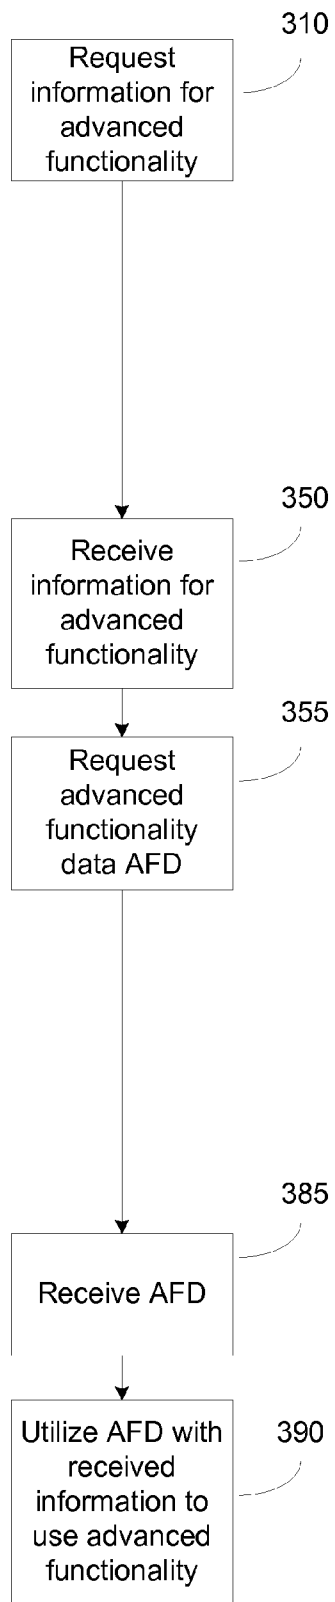 310
Request
information for
advanced
functionality
350
Receive
information for
advanced
functionality
355
Request
advanced
functionality
data AFD
385
Receive AFD
390
Utilize AFD with
received
information to
use advanced
functionality